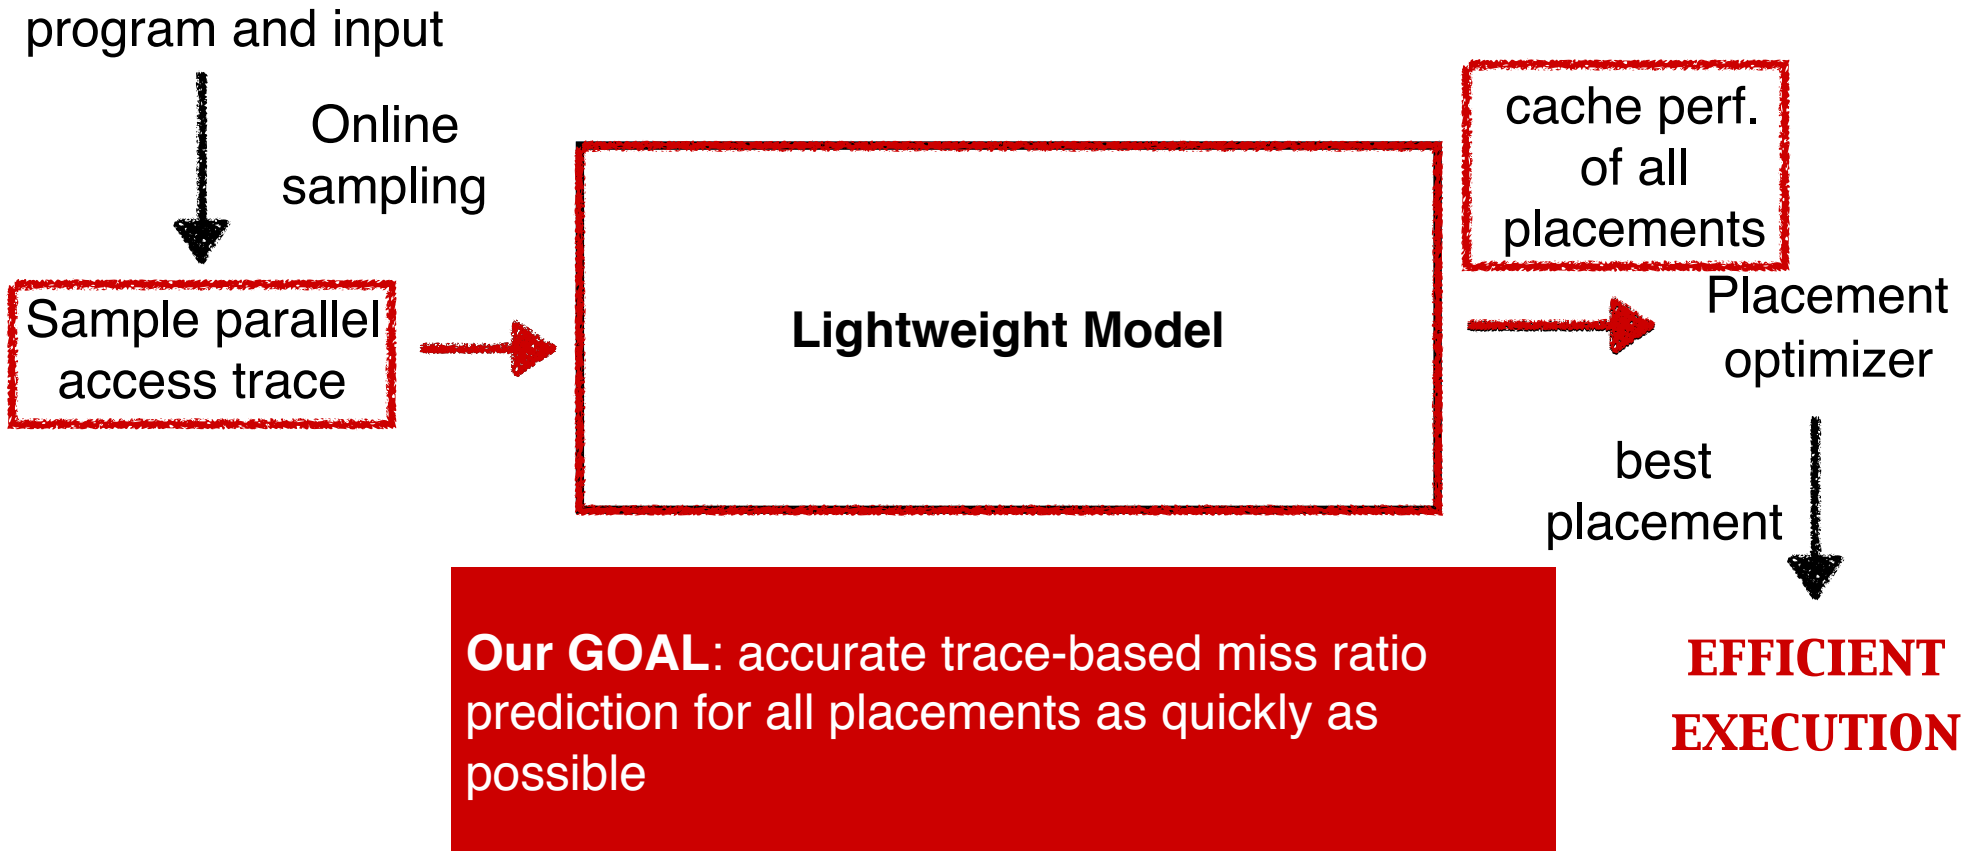 program and input
Online
sampling
Sample parallel
access trace
Lightweight Model
cache perf.
of all
placements
Placement
optimizer
best
placement
EFFICIENT
EXECUTION
Our GOAL: accurate trace-based miss ratio
prediction for all placements as quickly as
possible